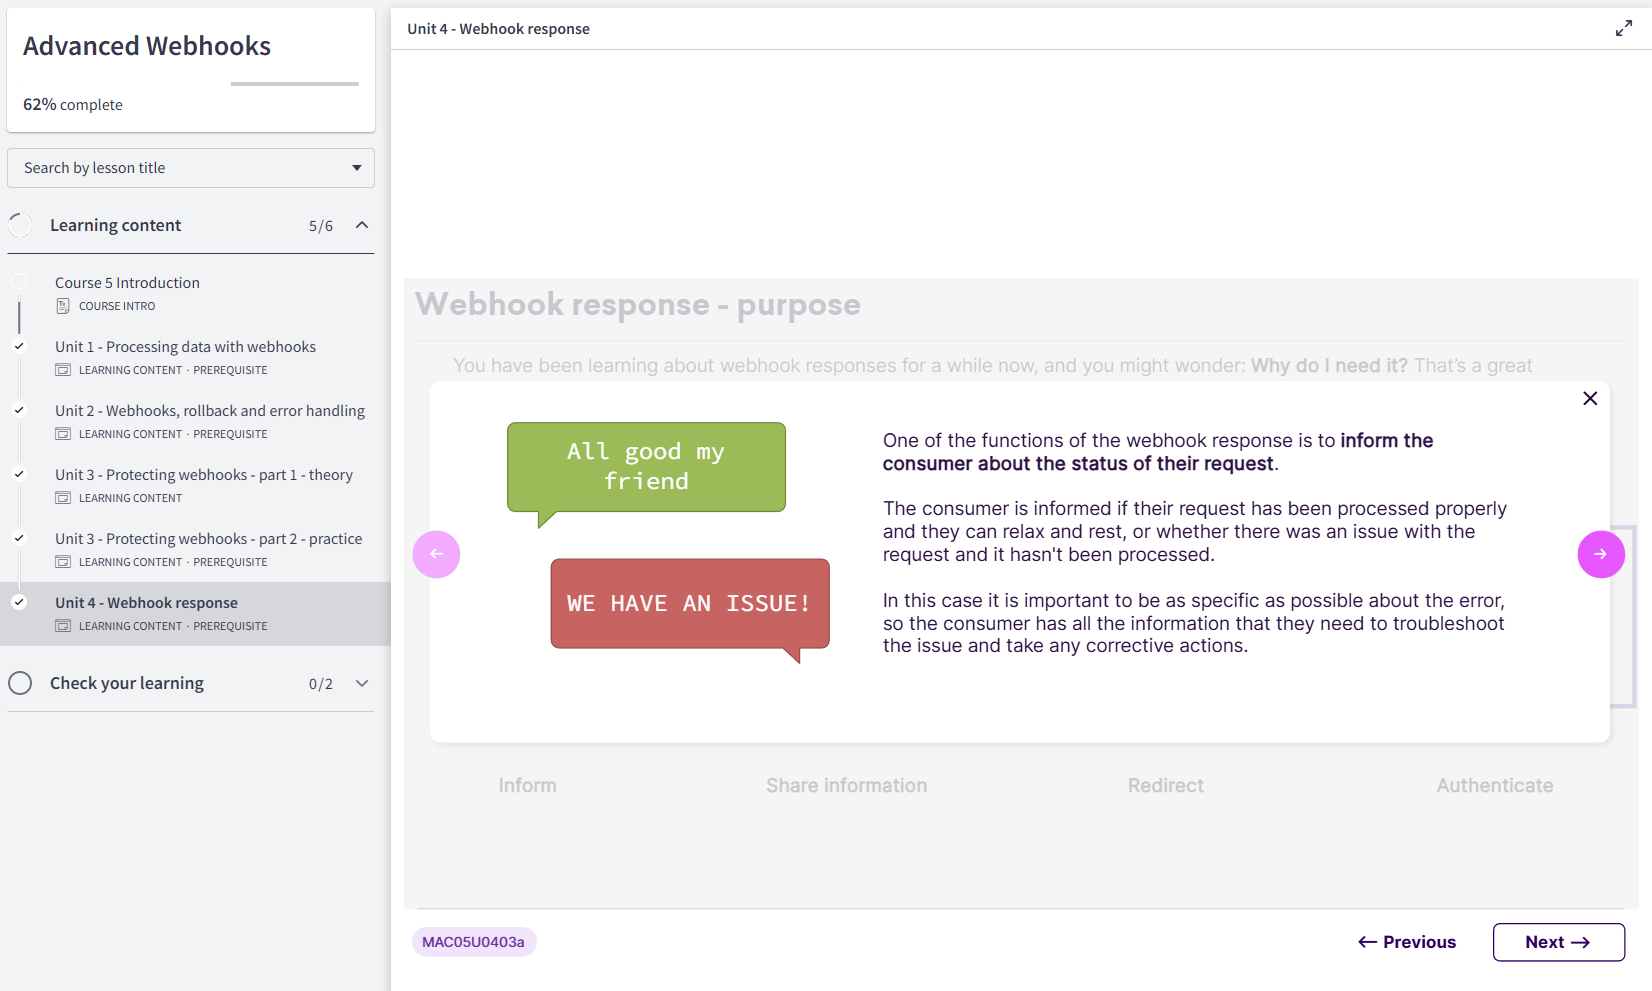 Advanced Webhooks
62% complete
Search by lesson title
Learning content 5/6
Course 5 Introduction
COURSE INTRO
Unit 1 - Processing data with webhooks
LEARNING CONTENT · PREREQUISITE
Unit 2 - Webhooks, rollback and error handling
LEARNING CONTENT · PREREQUISITE
Unit 3 - Protecting webhooks - part 1 - theory
LEARNING CONTENT
Unit 3 - Protecting webhooks - part 2 - practice
LEARNING CONTENT · PREREQUISITE
Unit 4 - Webhook response
LEARNING CONTENT · PREREQUISITE
Check your learning 0/2
Unit 4 - Webhook response
Webhook response - purpose
You have been learning about webhook responses for a while now, and you might wonder: Why do I need it? That's a great
All good my
friend
WE HAVE AN ISSUE!
One of the functions of the webhook response is to inform the
consumer about the status of their request.
The consumer is informed if their request has been processed properly
and they can relax and rest, or whether there was an issue with the
request and it hasn't been processed.
In this case it is important to be as specific as possible about the error,
so the consumer has all the information that they need to troubleshoot
the issue and take any corrective actions.
Inform
Share information
Redirect
Authenticate
MAC05U0403a
← Previous
Next →